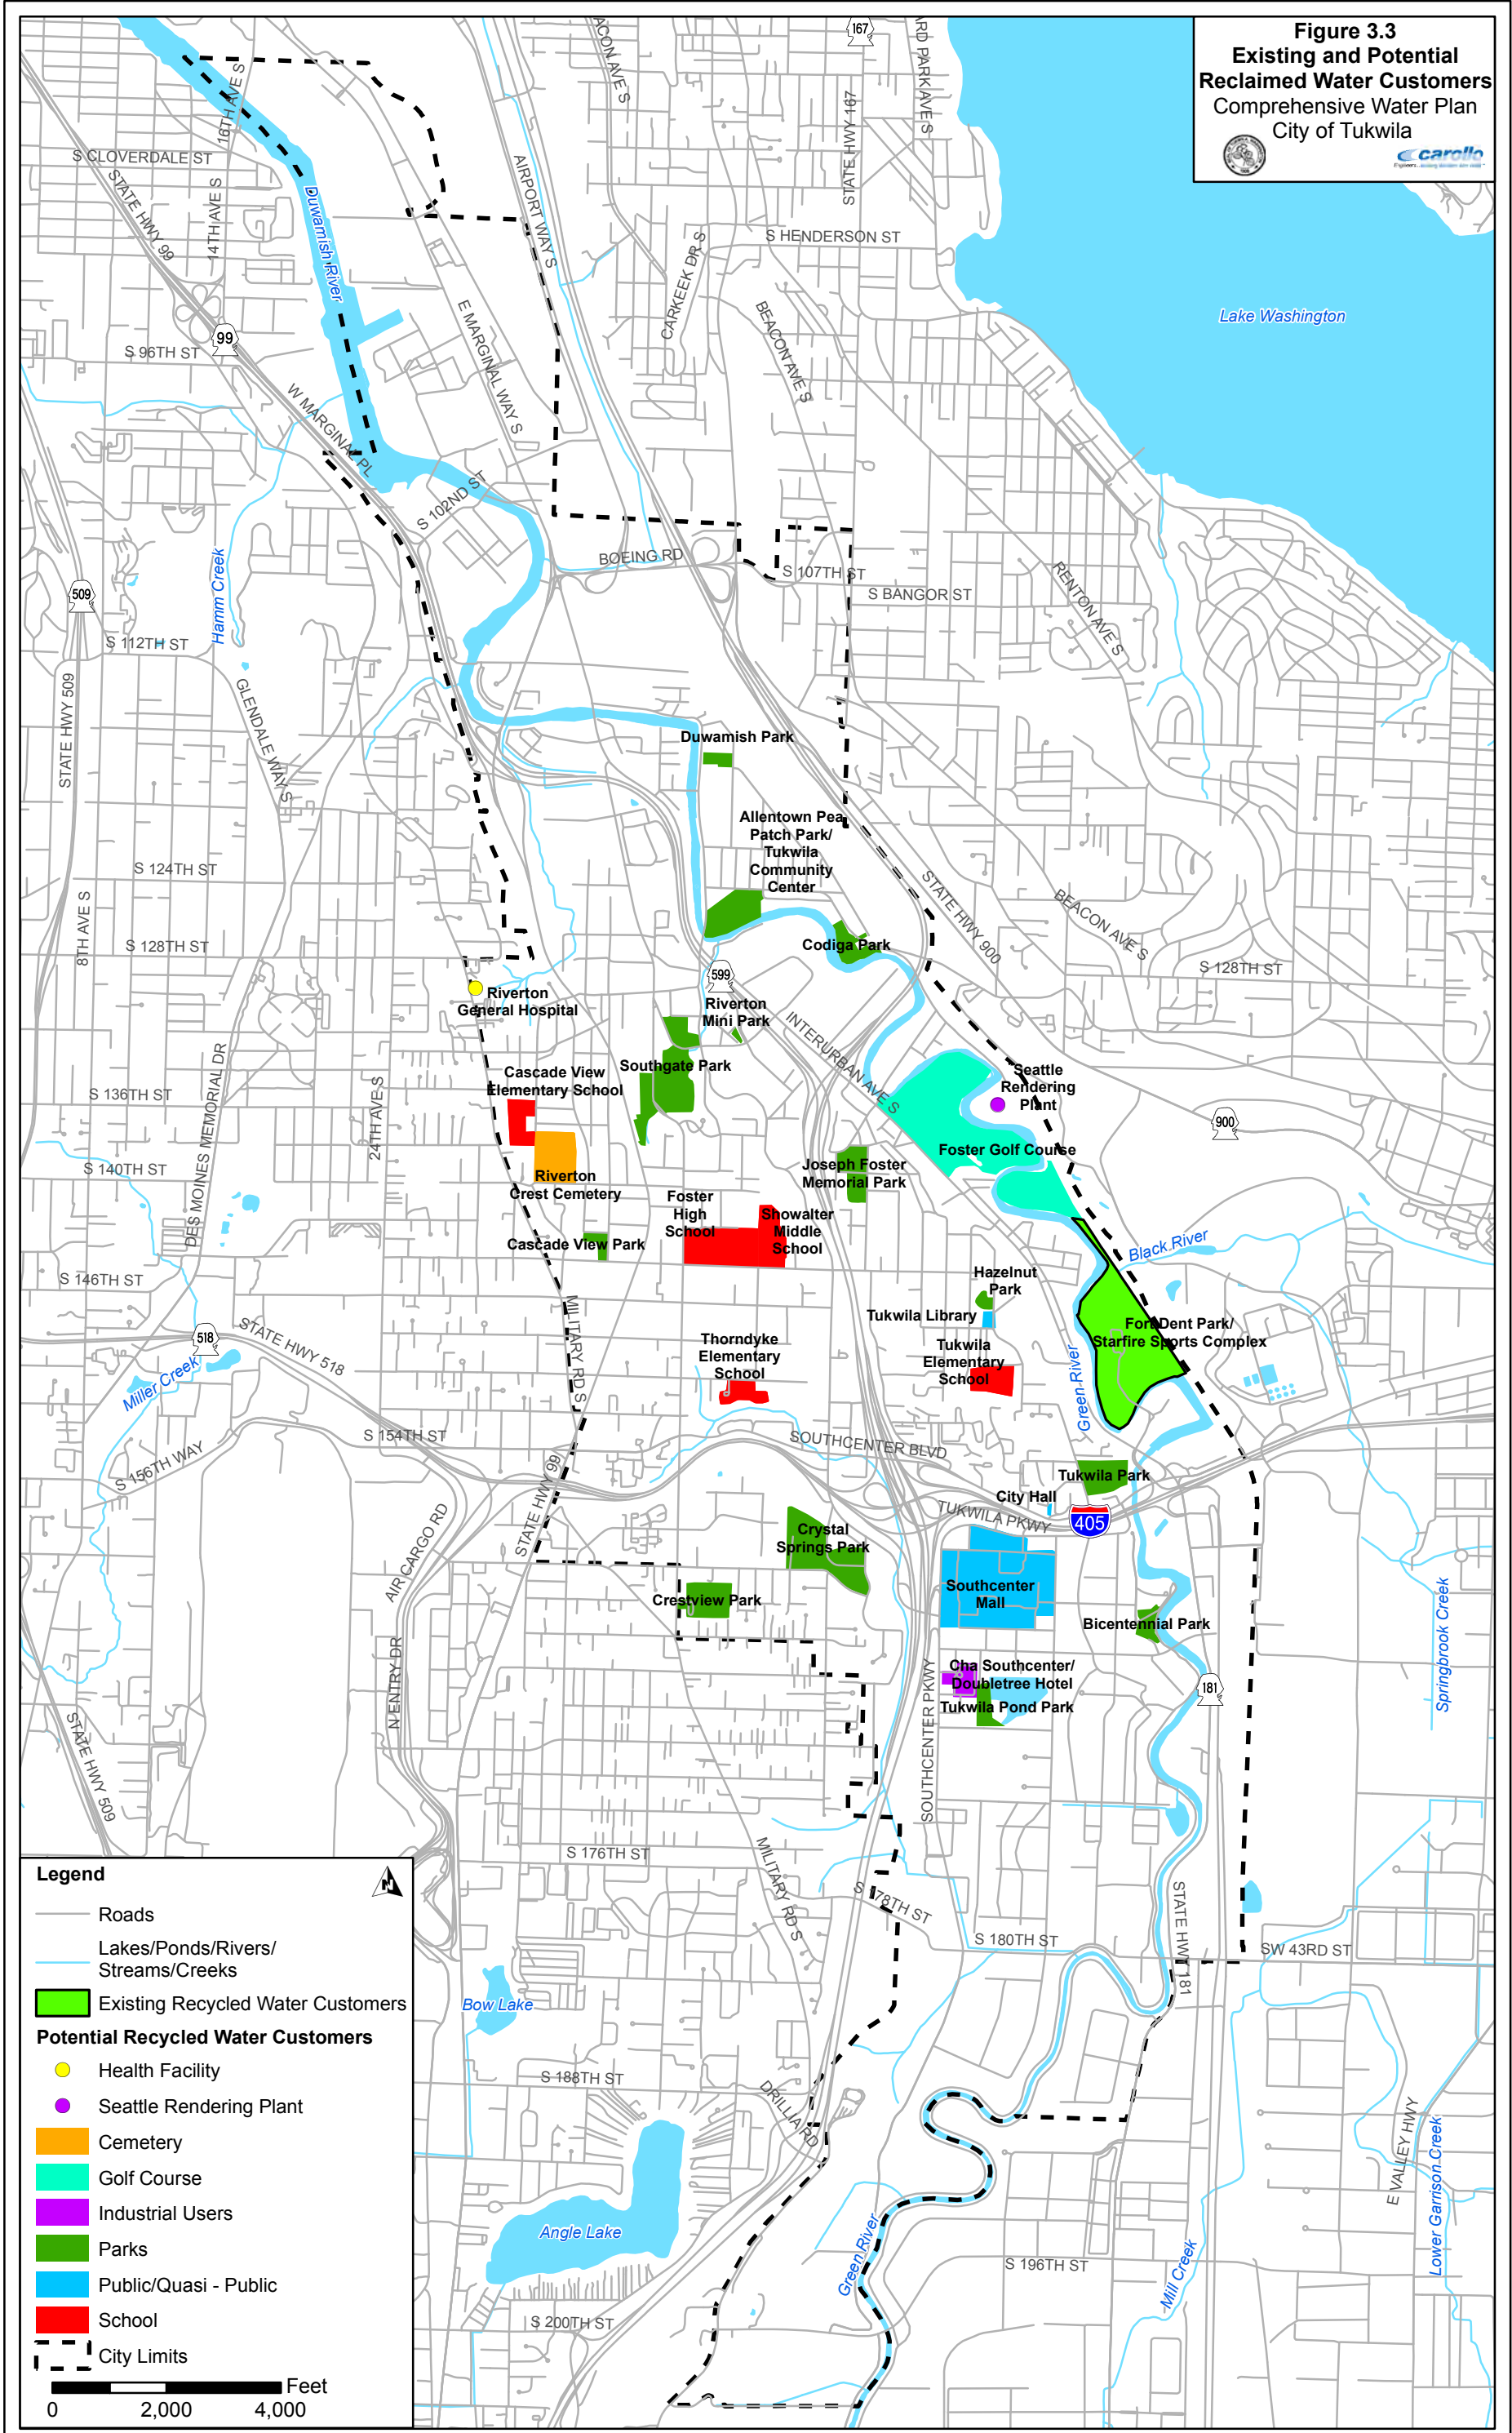 Figure 3.3
Existing and Potential
Reclaimed Water Customers
Comprehensive Water Plan
City of Tukwila
carollo
167
ACON AVE S
ARD PARK AVE S
STATE HWY 167
16TH AVE S
S CLOVERDALE ST
STATE HWY 99
14TH AVE S
Duwamish River
AIRPORT WAY S
S HENDERSON ST
CARKEEK DR S
BEACON AVE S
Lake Washington
99
S 96TH ST
E MARGINAL WAY S
W MARGINAL PL
S 102ND ST
BOEING RD
S 107TH ST
S BANGOR ST
RENTON AVE S
509
Hamm Creek
S 112TH ST
STATE HWY 509
GLENDALE WAY S
Duwamish Park
Allentown Pea
Patch Park/
Tukwila
Community
Center
S 124TH ST
8TH AVE S
STATE HWY 900
BEACON AVE S
S 128TH ST
Codiga Park
S 128TH ST
599
Riverton
General Hospital
Riverton
Mini Park
INTERURBAN AVE S
DES MOINES MEMORIAL DR
24TH AVE S
S 136TH ST
Cascade View
Elementary School
Southgate Park
Seattle
Rendering
Plant
900
Foster Golf Course
S 140TH ST
Riverton
Crest Cemetery
Joseph Foster
Memorial Park
Foster
High
School
Showalter
Middle
School
Cascade View Park
Black River
S 146TH ST
Hazelnut
Park
Tukwila Library
MILITARY RD S
518
STATE HWY 518
Miller Creek
Fort Dent Park/
Starfire Sports Complex
Thorndyke
Elementary
School
Tukwila
Elementary
School
Green River
S 154TH ST
S 156TH WAY
SOUTHCENTER BLVD
STATE HWY 99
Tukwila Park
City Hall
TUKWILA PKWY
405
AIR CARGO RD
Crystal
Springs Park
Crestview Park
Southcenter
Mall
Bicentennial Park
Springbrook Creek
N ENTRY DR
SOUTHCENTER PKWY
Cha Southcenter/
Doubletree Hotel
Tukwila Pond Park
181
STATE HWY 509
S 176TH ST
MILITARY RD S
S 178TH ST
STATE HWY 181
S 180TH ST
SW 43RD ST
Bow Lake
S 188TH ST
DRILLIA RD
E VALLEY HWY
Lower Garrison Creek
Angle Lake
Green River
S 196TH ST
Mill Creek
S 200TH ST
Legend
N
Roads
Lakes/Ponds/Rivers/
Streams/Creeks
Existing Recycled Water Customers
Potential Recycled Water Customers
Health Facility
Seattle Rendering Plant
Cemetery
Golf Course
Industrial Users
Parks
Public/Quasi - Public
School
City Limits
Feet
0 2,000 4,000